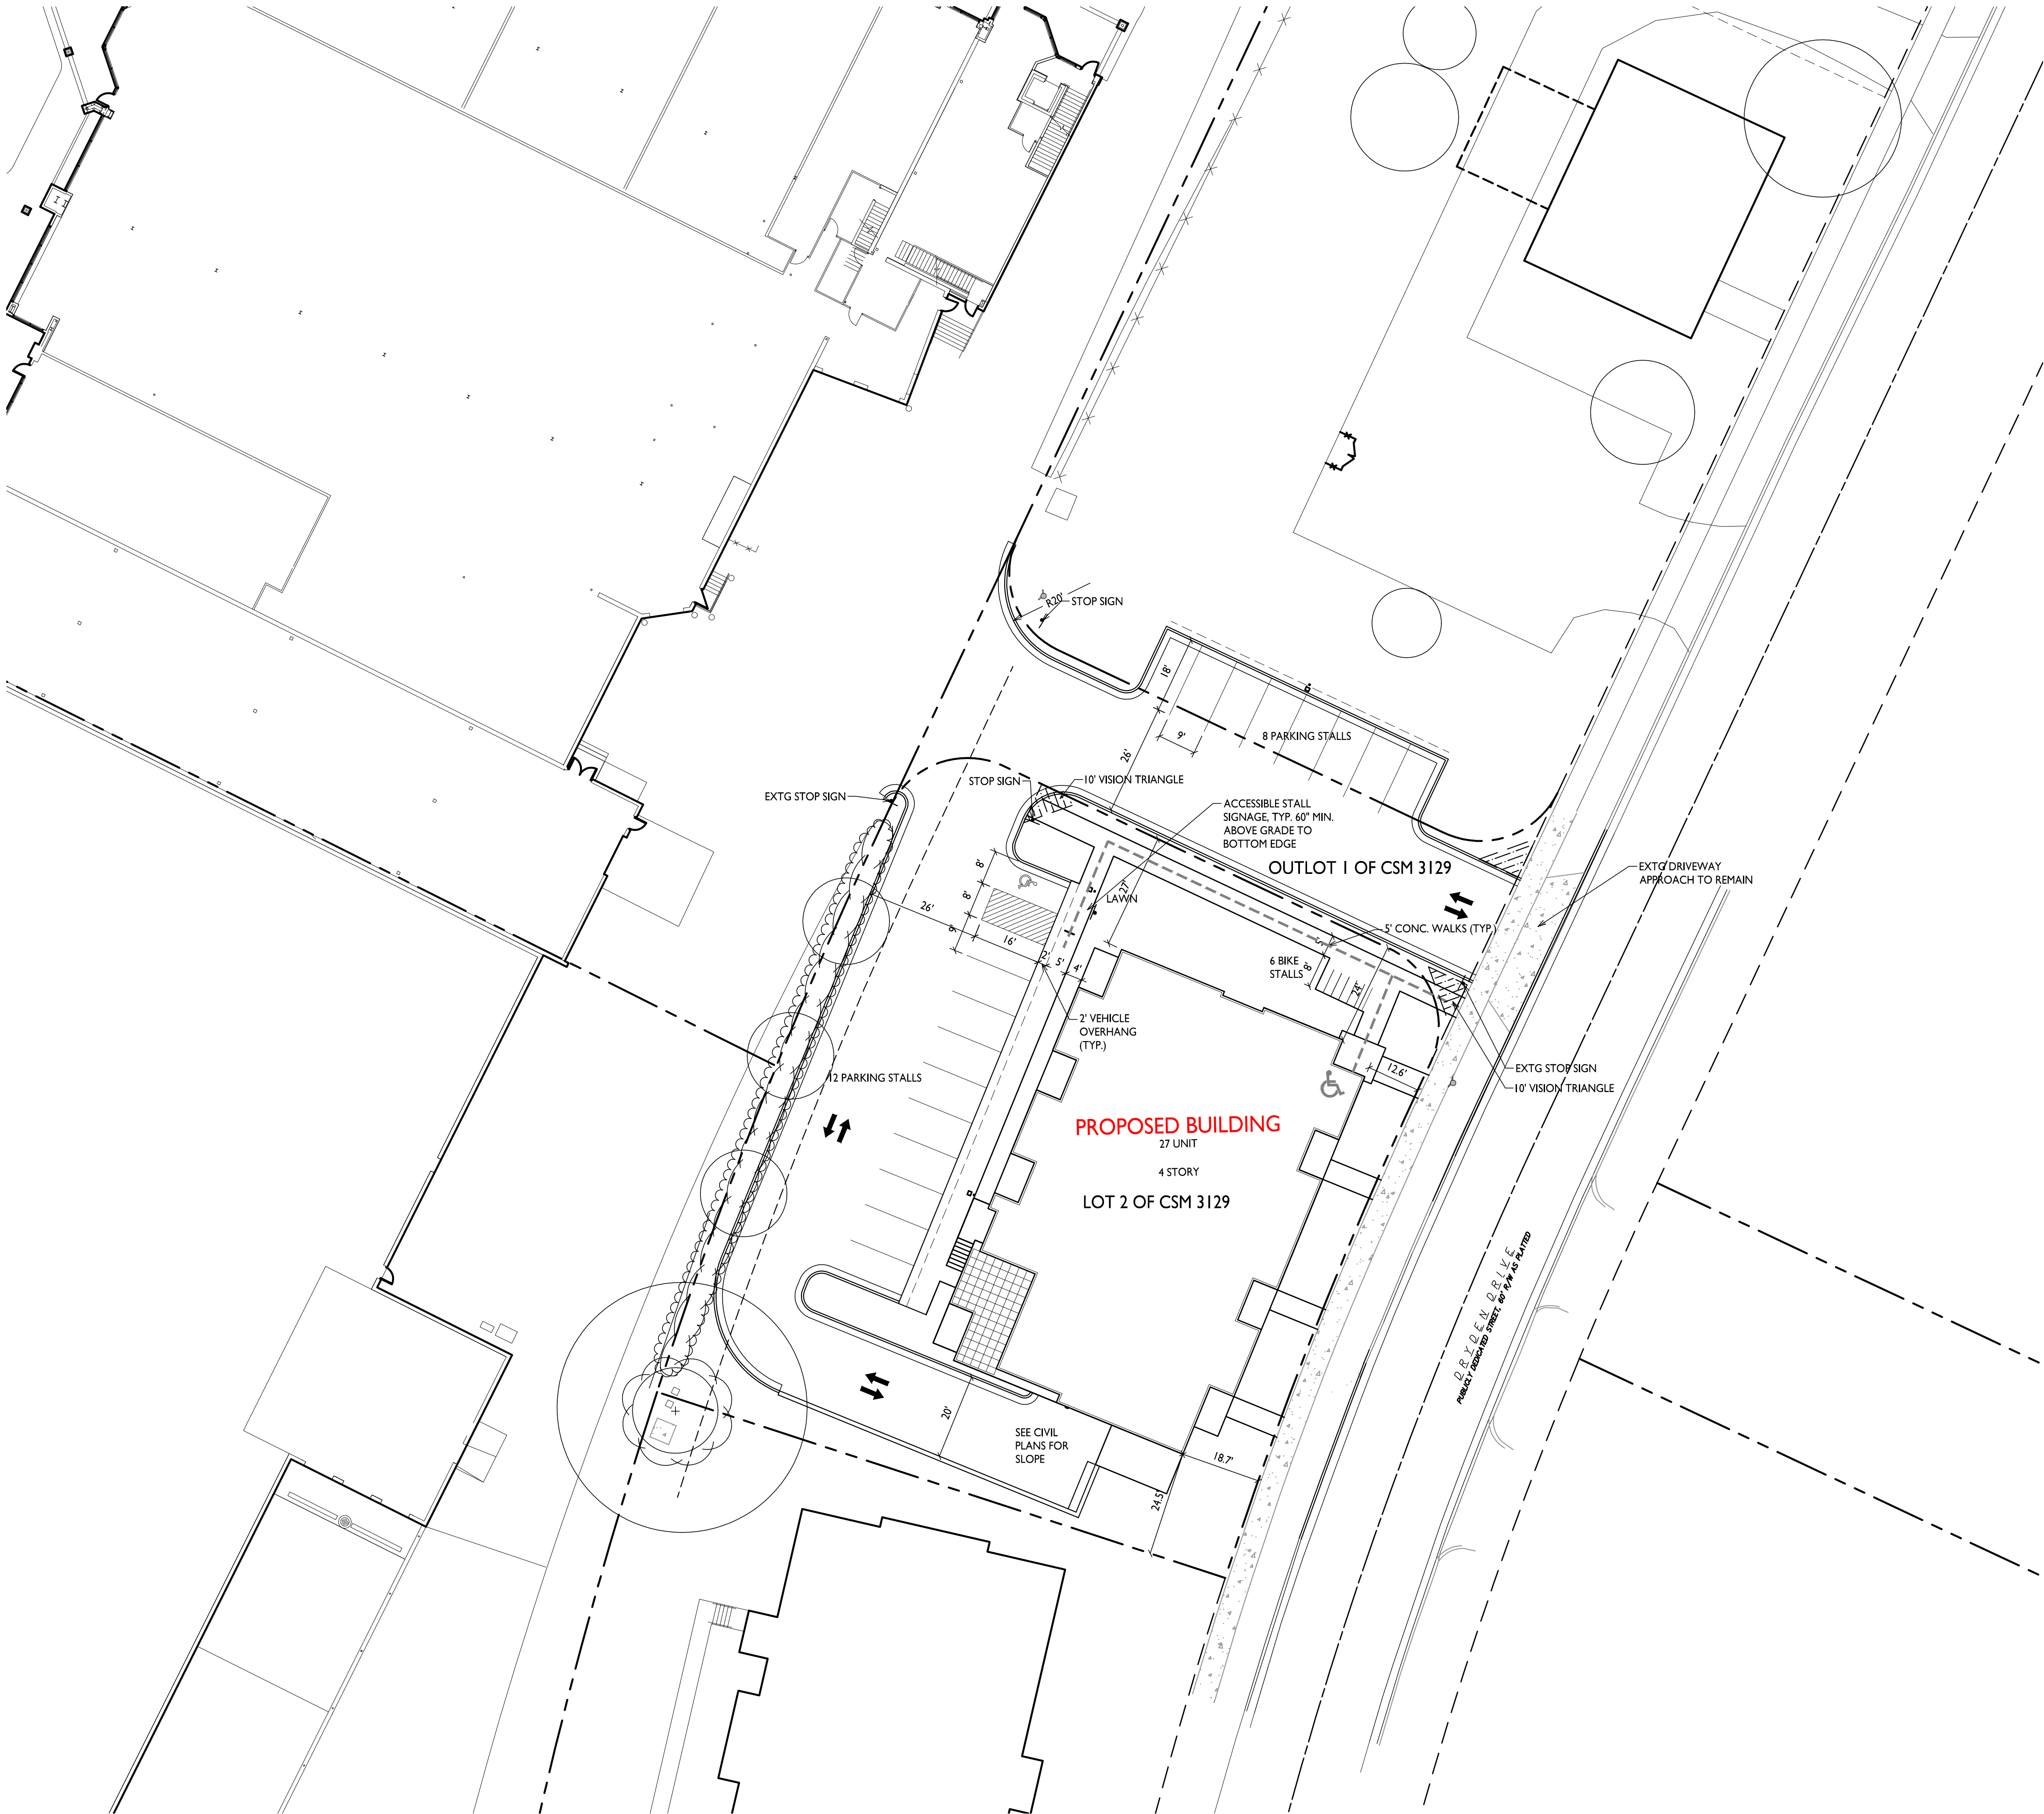 R20'
STOP SIGN
18'
9'
8 PARKING STALLS
26'
STOP SIGN
10' VISION TRIANGLE
EXTG STOP SIGN
ACCESSIBLE STALL
SIGNAGE, TYP. 60" MIN.
ABOVE GRADE TO
BOTTOM EDGE
OUTLOT 1 OF CSM 3129
EXTG DRIVEWAY
APPROACH TO REMAIN
8'
8'
9'
26'
16'
27'
LAWN
2'
5'
4'
5' CONC. WALKS (TYP.)
5'
6 BIKE
STALLS
8'
24'
2' VEHICLE
OVERHANG
(TYP.)
12 PARKING STALLS
EXTG STOP SIGN
10' VISION TRIANGLE
12.6'
PROPOSED BUILDING
27 UNIT
4 STORY
LOT 2 OF CSM 3129
DRYDEN DRIVE
PUBLICLY DEDICATED STREET, 60' R/W AS PLATTED
20'
SEE CIVIL
PLANS FOR
SLOPE
18.7'
24.5'